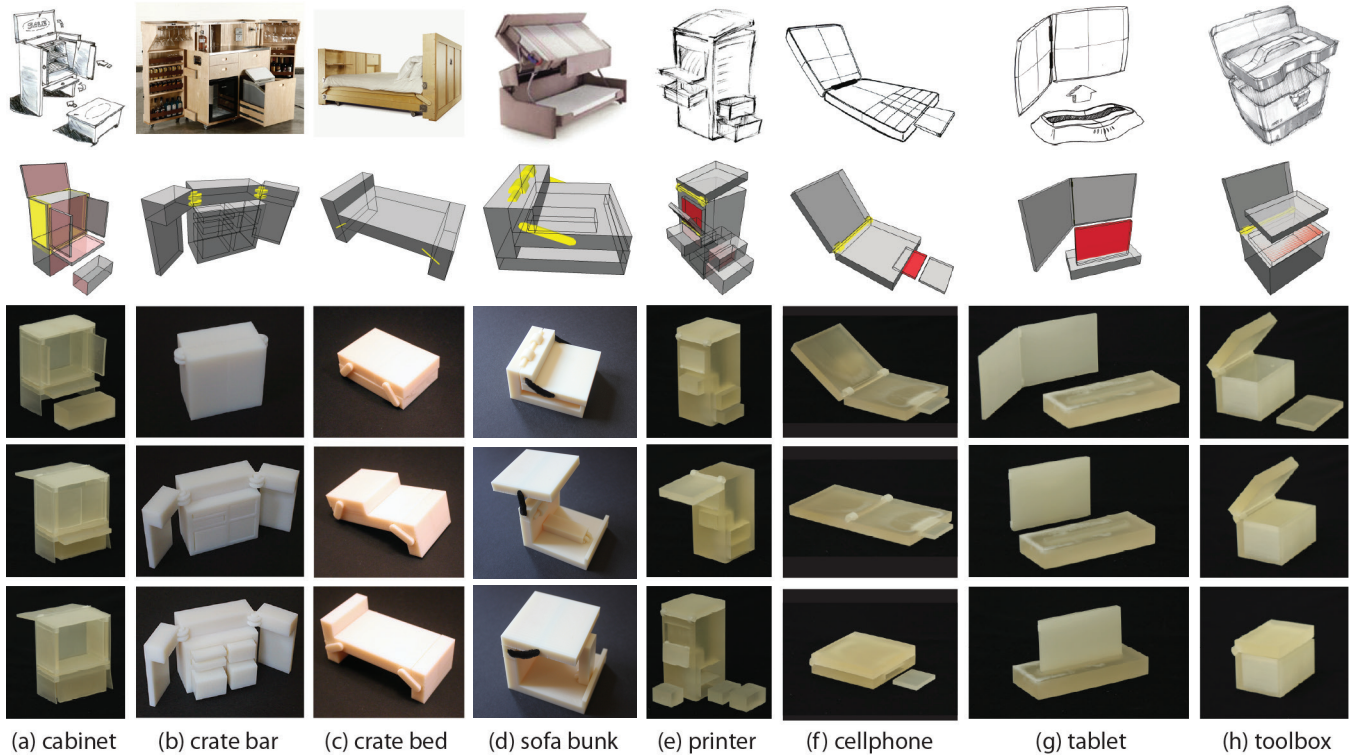 (a) cabinet
(b) crate bar
(c) crate bed
(d) sofa bunk
(e) printer
(f) cellphone
(g) tablet
(h) toolbox